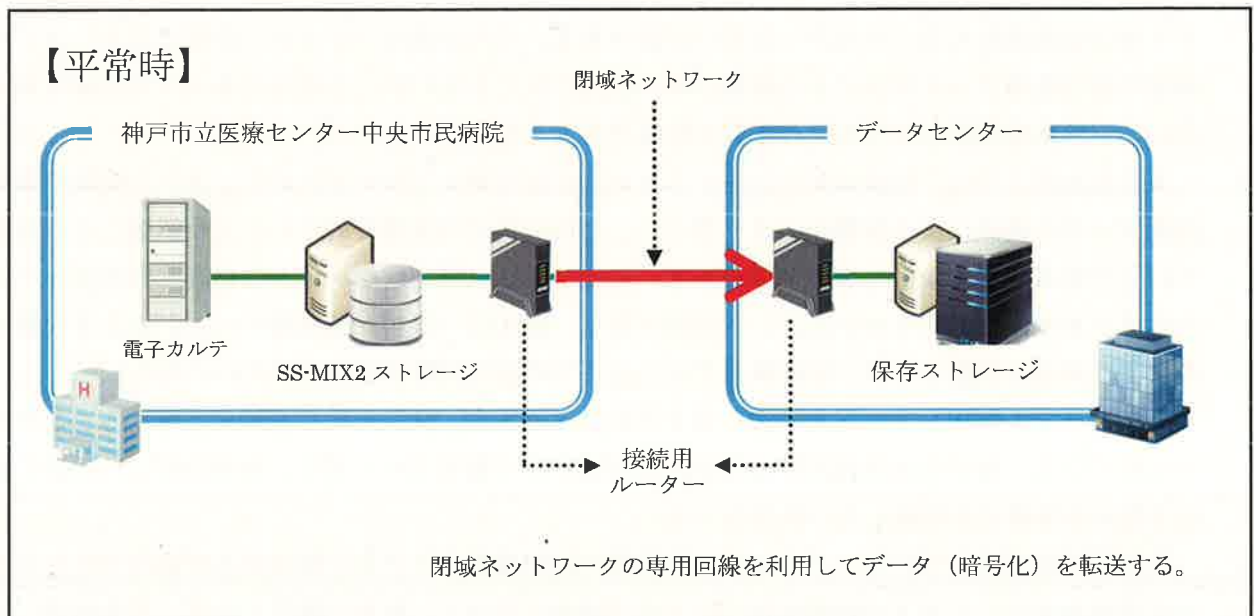 【平常時】
閉域ネットワーク
神戸市立医療センター中央市民病院
データセンター
電子カルテ
SS-MIX2 ストレージ
保存ストレージ
H
接続用
ルーター
閉域ネットワークの専用回線を利用してデータ（暗号化）を転送する。